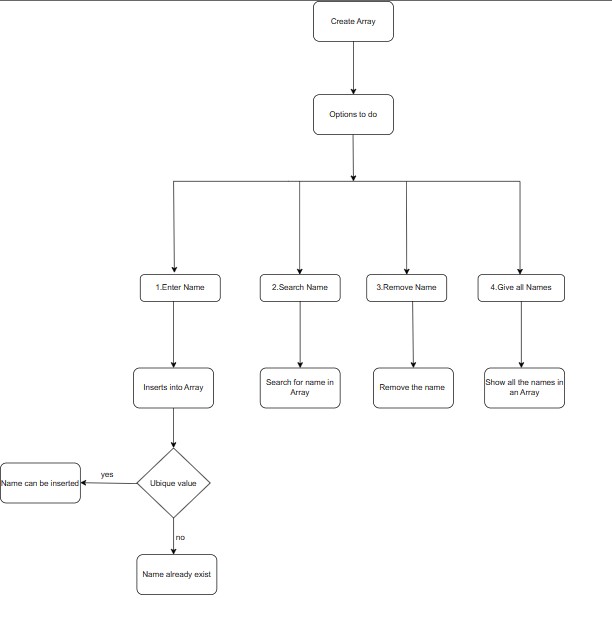 Create Array
Options to do
1.Enter Name
2.Search Name
3.Remove Name
4.Give all Names
Inserts into Array
Search for name in
Array
Remove the name
Show all the names in
an Array
yes
Name can be inserted
Ubique value
no
Name already exist